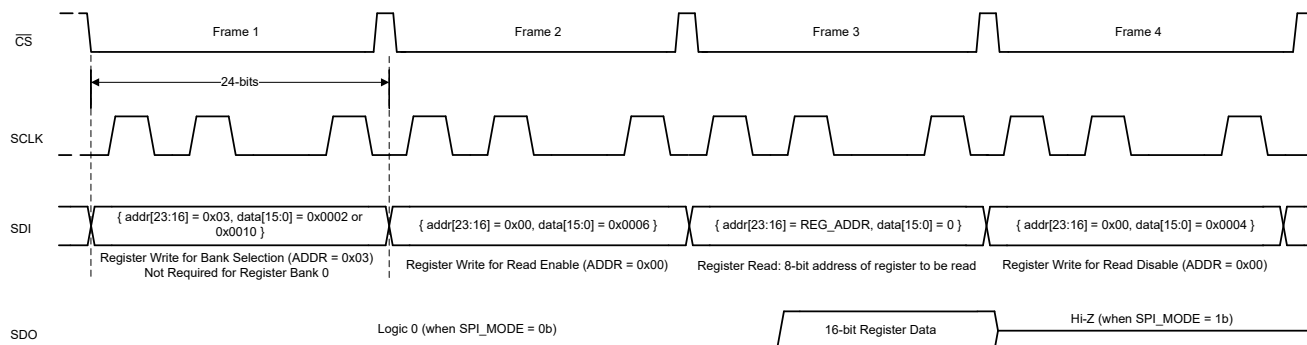 CS
Frame 1
Frame 2
Frame 3
Frame 4
24-bits
SCLK
SDI
{ addr[23:16] = 0x03, data[15:0] = 0x0002 or
0x0010 }
{ addr[23:16] = 0x00, data[15:0] = 0x0006 }
{ addr[23:16] = REG_ADDR, data[15:0] = 0 }
{ addr[23:16] = 0x00, data[15:0] = 0x0004 }
Register Write for Bank Selection (ADDR = 0x03)
Not Required for Register Bank 0
Register Write for Read Enable (ADDR = 0x00)
Register Read: 8-bit address of register to be read
Register Write for Read Disable (ADDR = 0x00)
SDO
Logic 0 (when SPI_MODE = 0b)
16-bit Register Data
Hi-Z (when SPI_MODE = 1b)